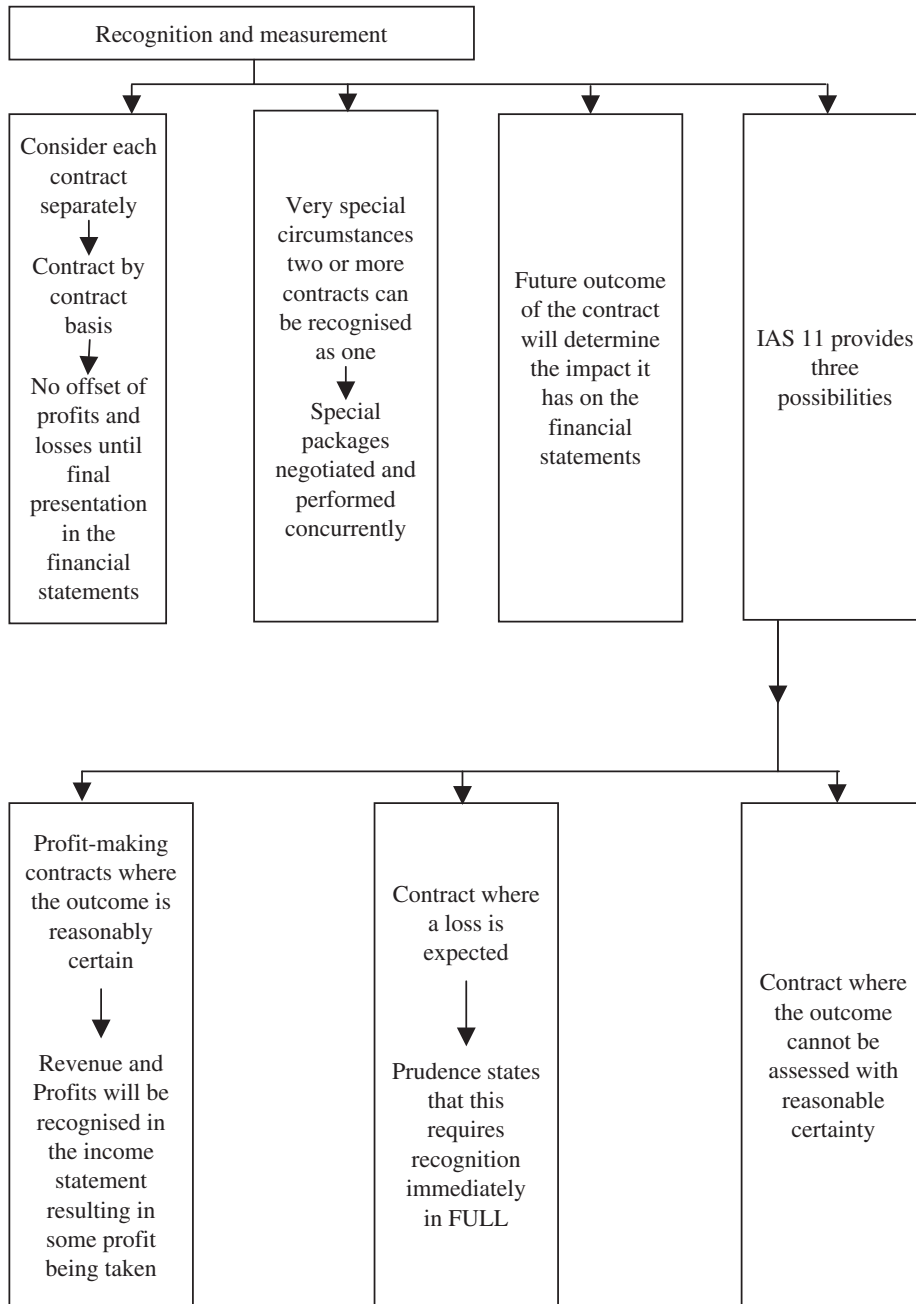 Recognition and measurement
Consider each
contract
separately
Contract by
contract
basis
No offset of
profits and
losses until
final
presentation
in the
financial
statements
Very special
circumstances
two or more
contracts can
be recognised
as one
Special
packages
negotiated and
performed
concurrently
Future outcome
of the contract
will determine
the impact it
has on the
financial
statements
IAS 11 provides
three
possibilities
Profit-making
contracts where
the outcome is
reasonably
certain
Revenue and
Profits will be
recognised in
the income
statement
resulting in
some profit
being taken
Contract where
a loss is
expected
Prudence states
that this
requires
recognition
immediately
in FULL
Contract where
the outcome
cannot be
assessed with
reasonable
certainty